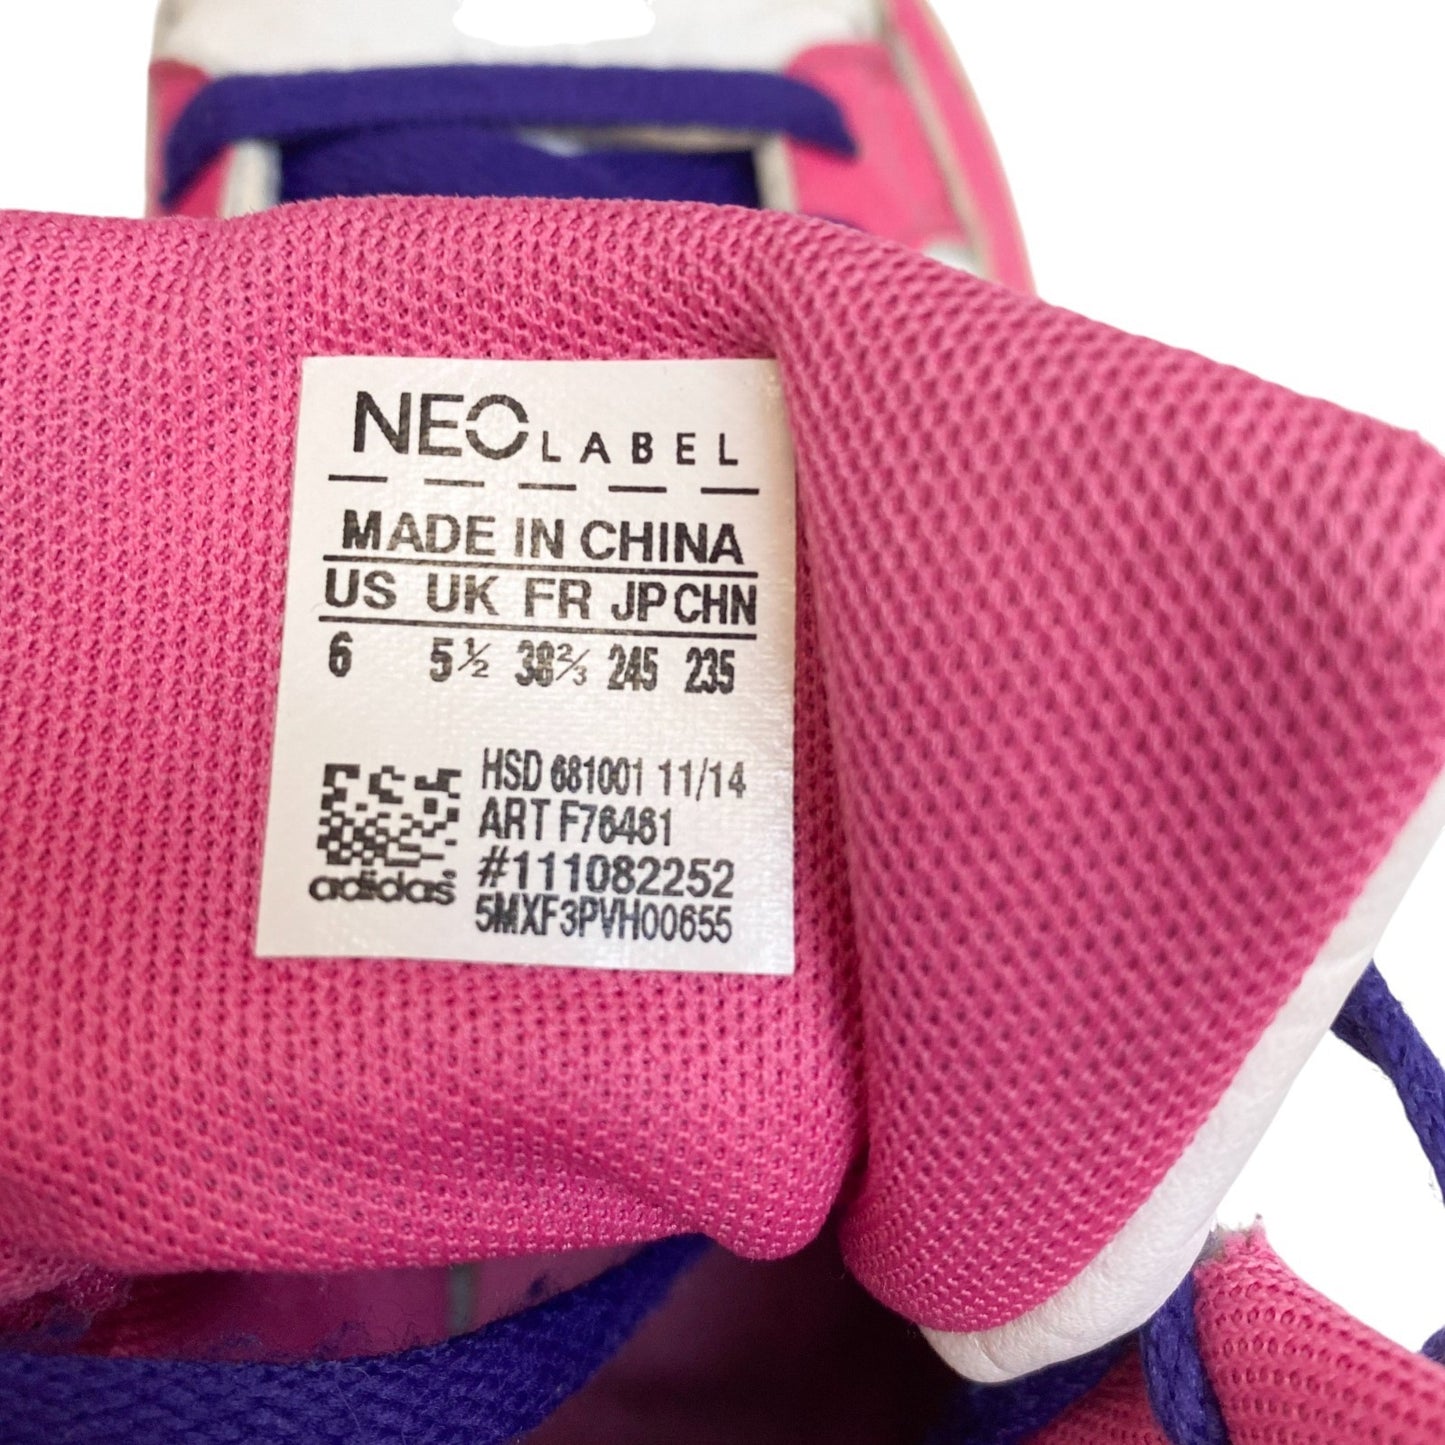 NEO LABEL
MADE IN CHINA
US UK FR JP CHN
6 5½ 38⅔ 245 235
HSD 681001 11/14
ART F76461
#111082252
5MXF3PVH00655
adidas